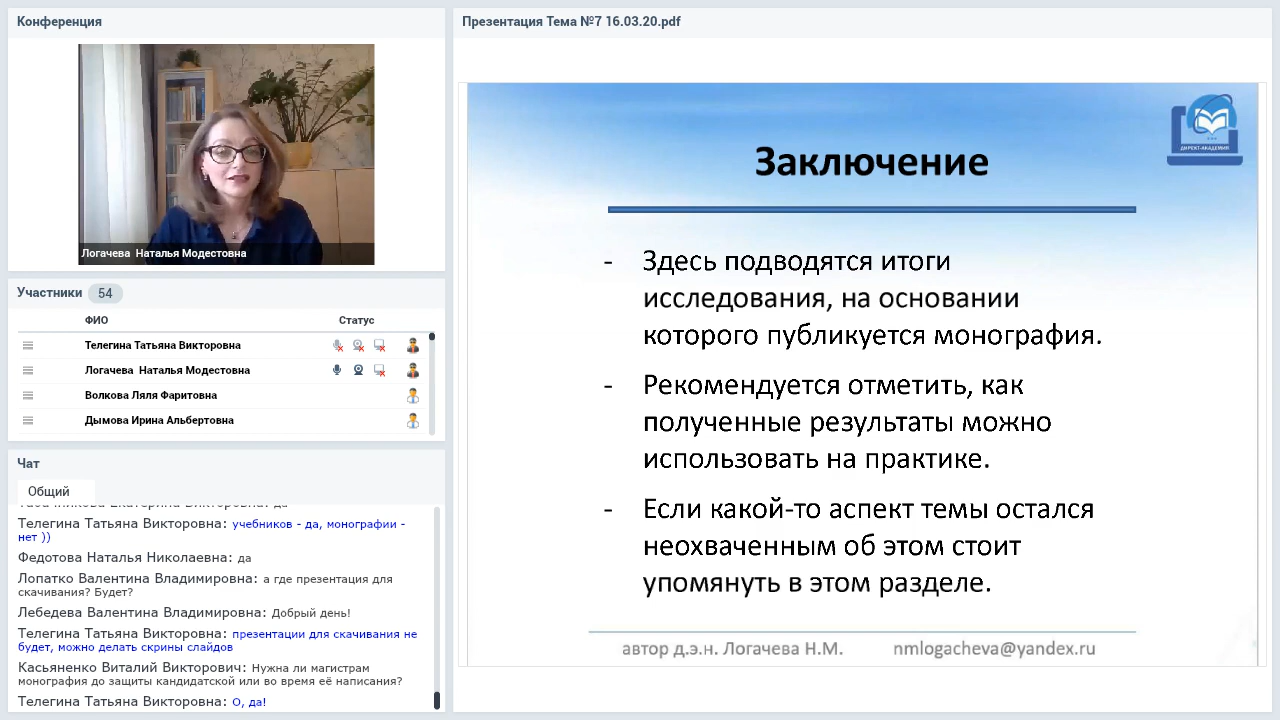 Конференция
Логачева Наталья Модестовна
Участники 54
ФИО Статус
Телегина Татьяна Викторовна
Логачева Наталья Модестовна
Волкова Ляля Фаритовна
Дымова Ирина Альбертовна
Чат
Общий
Телегина Татьяна Викторовна: учебников - да, монографии -
нет ))
Федотова Наталья Николаевна: да
Лопатко Валентина Владимировна: а где презентация для
скачивания? Будет?
Лебедева Валентина Владимировна: Добрый день!
Телегина Татьяна Викторовна: презентации для скачивания не
будет, можно делать скрины слайдов
Касьяненко Виталий Викторович: Нужна ли магистрам
монография до защиты кандидатской или во время её написания?
Телегина Татьяна Викторовна: О, да!
Презентация Тема №7 16.03.20.pdf
ДИРЕКТ-АКАДЕМИЯ
Заключение
- Здесь подводятся итоги
исследования, на основании
которого публикуется монография.
- Рекомендуется отметить, как
полученные результаты можно
использовать на практике.
- Если какой-то аспект темы остался
неохваченным об этом стоит
упомянуть в этом разделе.
автор д.э.н. Логачева Н.М. nmlogacheva@yandex.ru